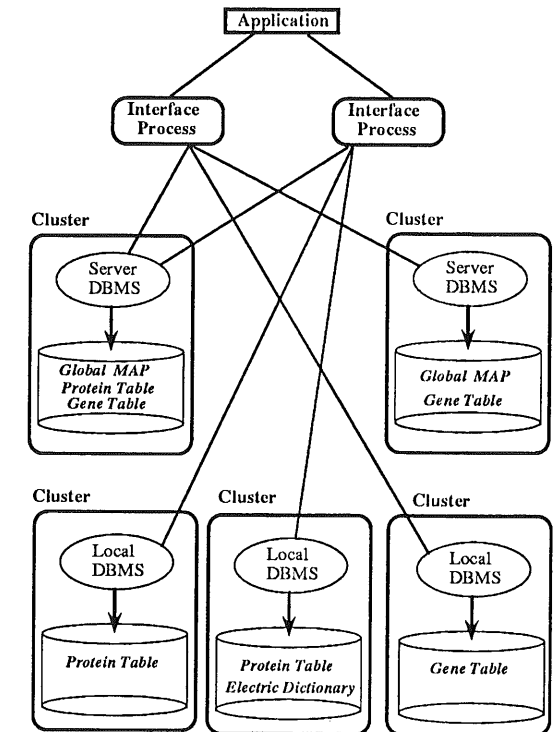 Application
Interface
Process
Interface
Process
Cluster
Server
DBMS
Global MAP
Protein Table
Gene Table
Cluster
Server
DBMS
Global MAP
Gene Table
Cluster
Local
DBMS
Protein Table
Cluster
Local
DBMS
Protein Table
Electric Dictionary
Cluster
Local
DBMS
Gene Table